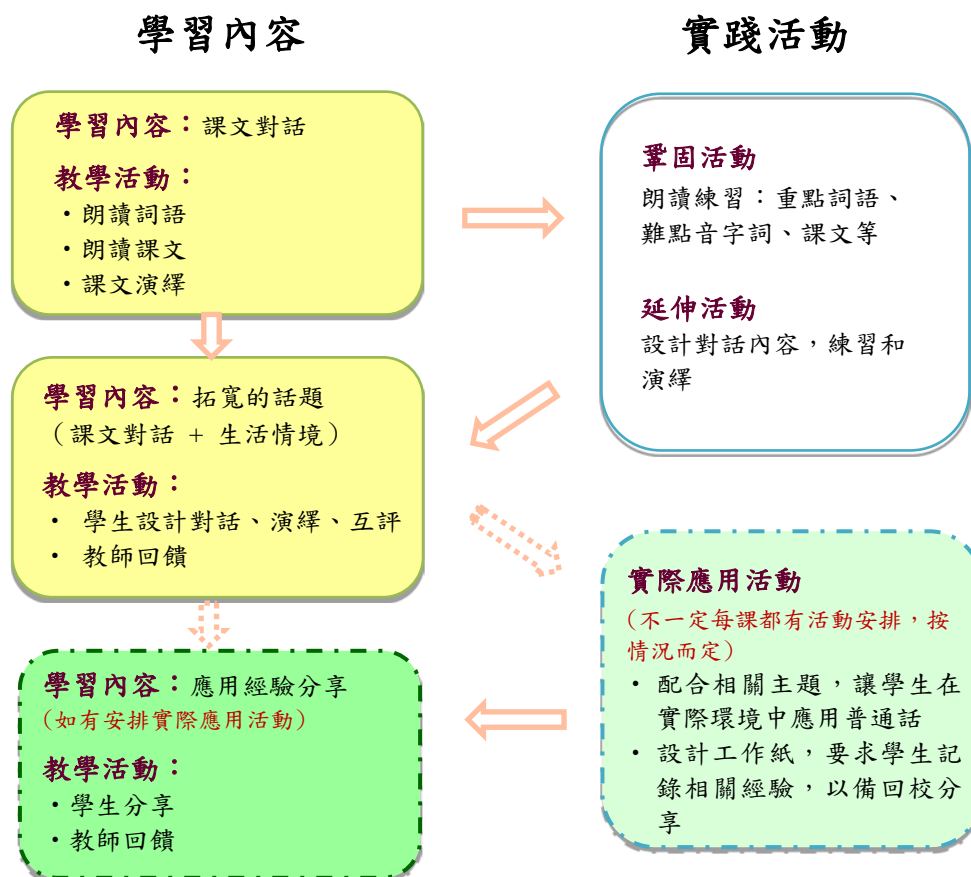 學習內容
實踐活動
學習內容：課文對話
教學活動：
・朗讀詞語
・朗讀課文
・課文演繹
鞏固活動
朗讀練習：重點詞語、
難點音字詞、課文等
延伸活動
設計對話內容，練習和
演繹
學習內容：拓寬的話題
（課文對話 + 生活情境）
教學活動：
・ 學生設計對話、演繹、互評
・ 教師回饋
實際應用活動
(不一定每課都有活動安排，按
情況而定)
・ 配合相關主題，讓學生在
實際環境中應用普通話
・ 設計工作紙，要求學生記
錄相關經驗，以備回校分
享
學習內容：應用經驗分享
(如有安排實際應用活動)
教學活動：
・學生分享
・教師回饋